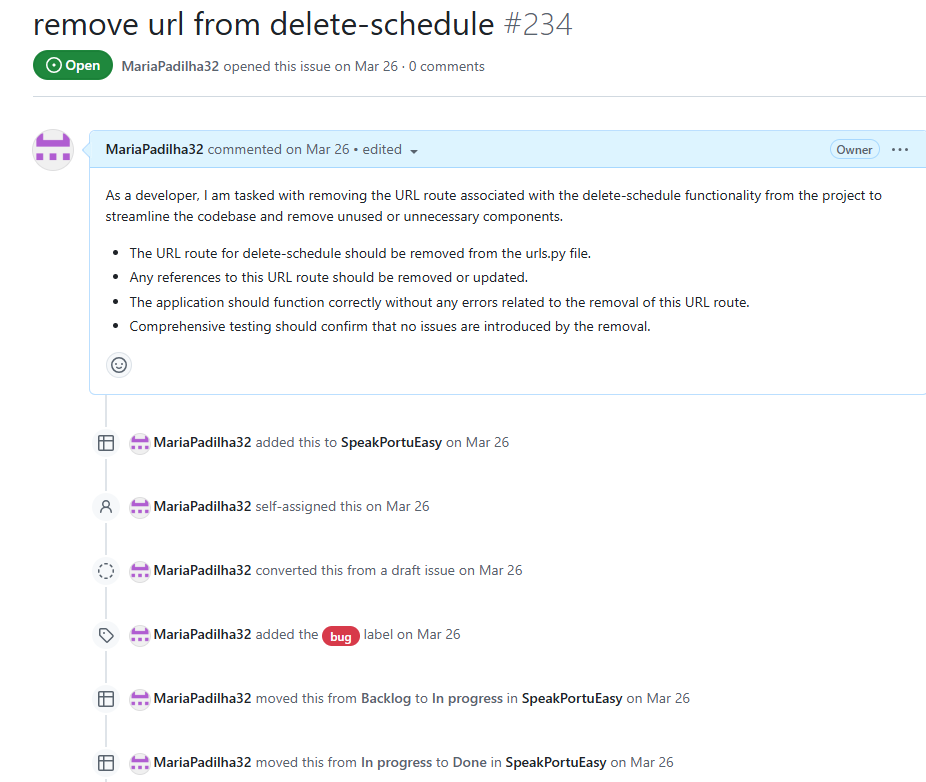 remove url from delete-schedule #234
Open MariaPadilha32 opened this issue on Mar 26 · 0 comments
MariaPadilha32 commented on Mar 26 • edited Owner ···
As a developer, I am tasked with removing the URL route associated with the delete-schedule functionality from the project to
streamline the codebase and remove unused or unnecessary components.
• The URL route for delete-schedule should be removed from the urls.py file.
• Any references to this URL route should be removed or updated.
• The application should function correctly without any errors related to the removal of this URL route.
• Comprehensive testing should confirm that no issues are introduced by the removal.
MariaPadilha32 added this to SpeakPortuEasy on Mar 26
MariaPadilha32 self-assigned this on Mar 26
MariaPadilha32 converted this from a draft issue on Mar 26
MariaPadilha32 added the bug label on Mar 26
MariaPadilha32 moved this from Backlog to In progress in SpeakPortuEasy on Mar 26
MariaPadilha32 moved this from In progress to Done in SpeakPortuEasy on Mar 26